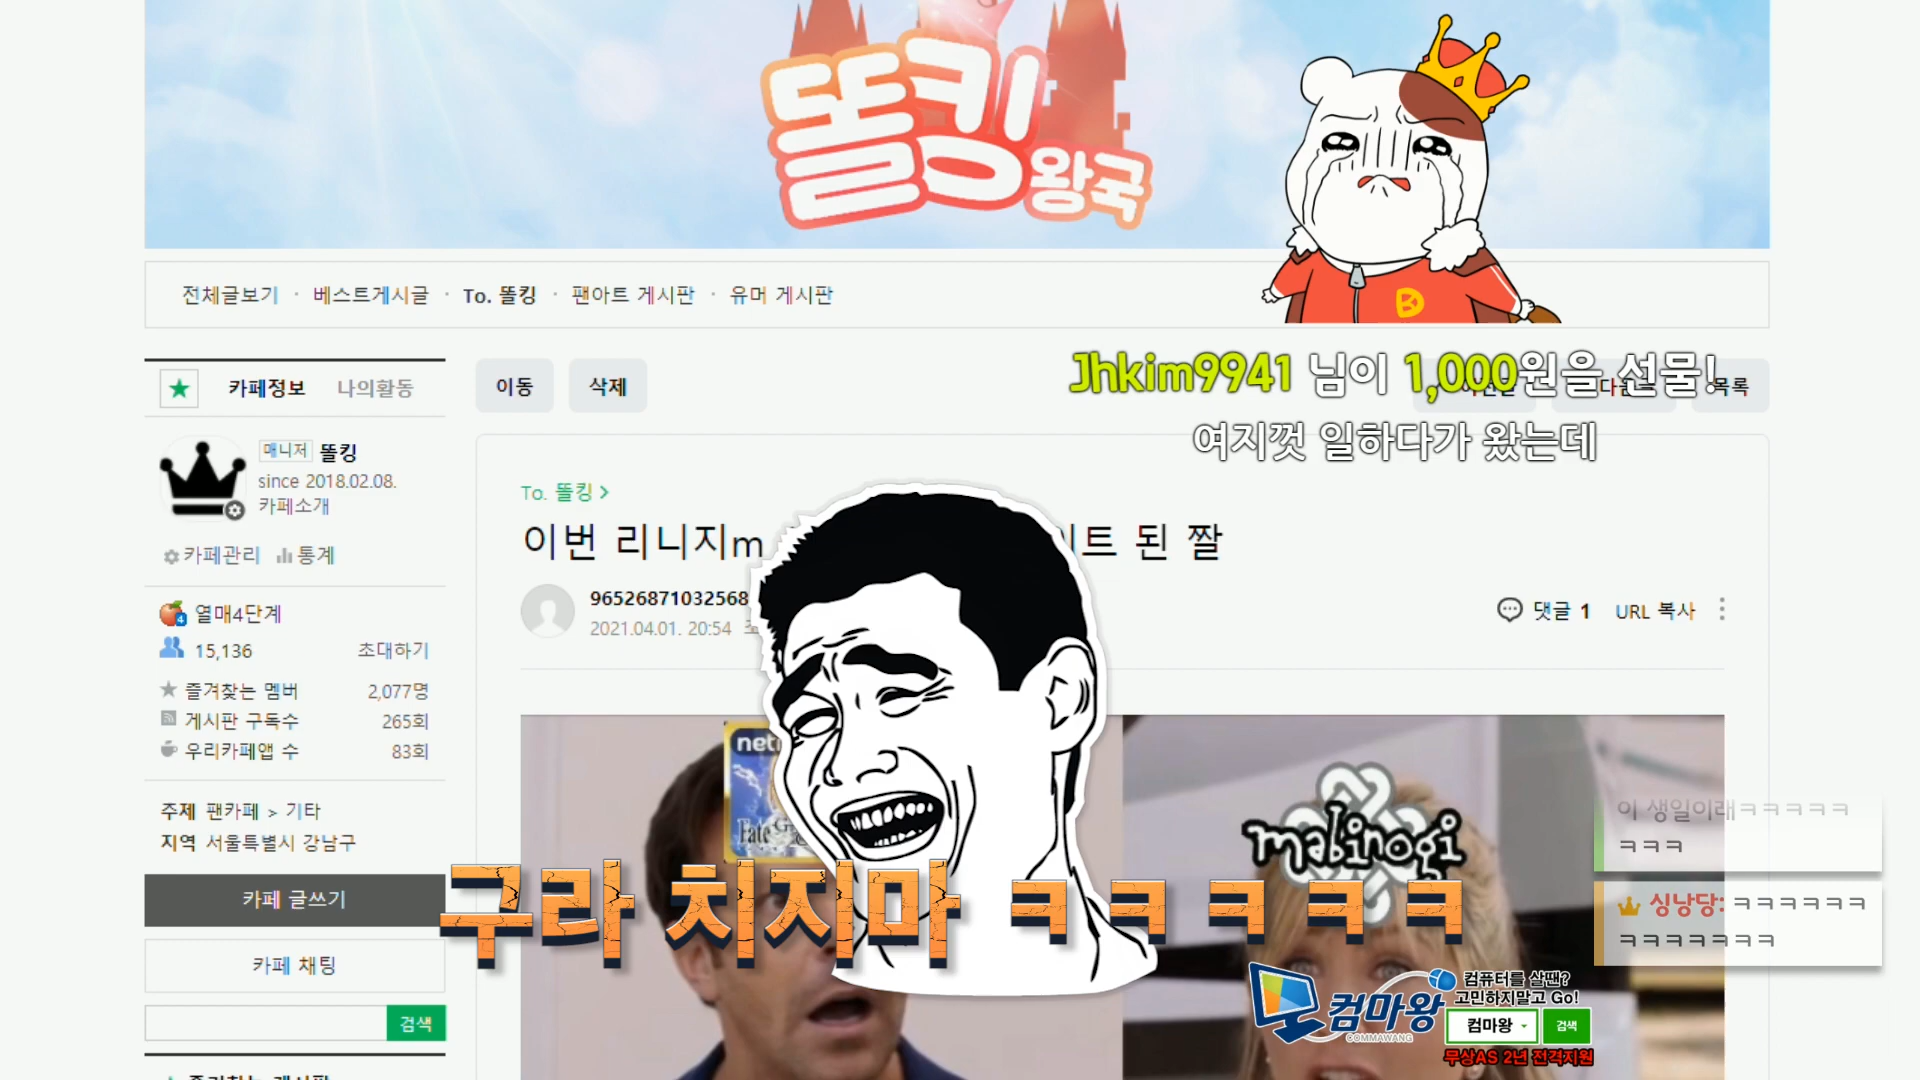 똘킹
왕국
전체글보기 · 베스트게시글 · To. 똘킹 · 팬아트 게시판 · 유머 게시판
카페정보 나의활동
이동 삭제
목록
Jhkim9941 님이 1,000원을 선물!
여지껏 일하다가 왔는데
매니저 똘킹
since 2018.02.08.
카페소개
카페관리 통계
To. 똘킹 >
이번 리니지m 이트 된 짤
96526871032568
2021.04.01. 20:54
댓글 1 URL 복사
열매4단계
15,136 초대하기
즐겨찾는 멤버 2,077명
게시판 구독수 265회
우리카페앱 수 83회
주제 팬카페 > 기타
지역 서울특별시 강남구
카페 글쓰기
카페 채팅
검색
Fate
mabinogi
구라 치지마 ㅋ ㅋ ㅋ ㅋ ㅋ
이 생일이래ㅋㅋㅋㅋㅋ
ㅋㅋㅋ
싱낭당: ㅋㅋㅋㅋㅋㅋ
ㅋㅋㅋㅋㅋㅋㅋ
컴퓨터를 살땐?
고민하지말고 Go!
컴마왕
COMMAWANG
컴마왕 검색
무상AS 2년 전격지원